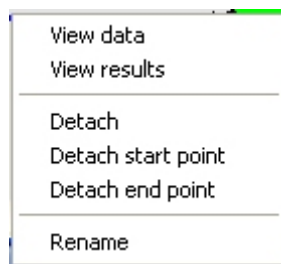 View data
View results
Detach
Detach start point
Detach end point
Rename